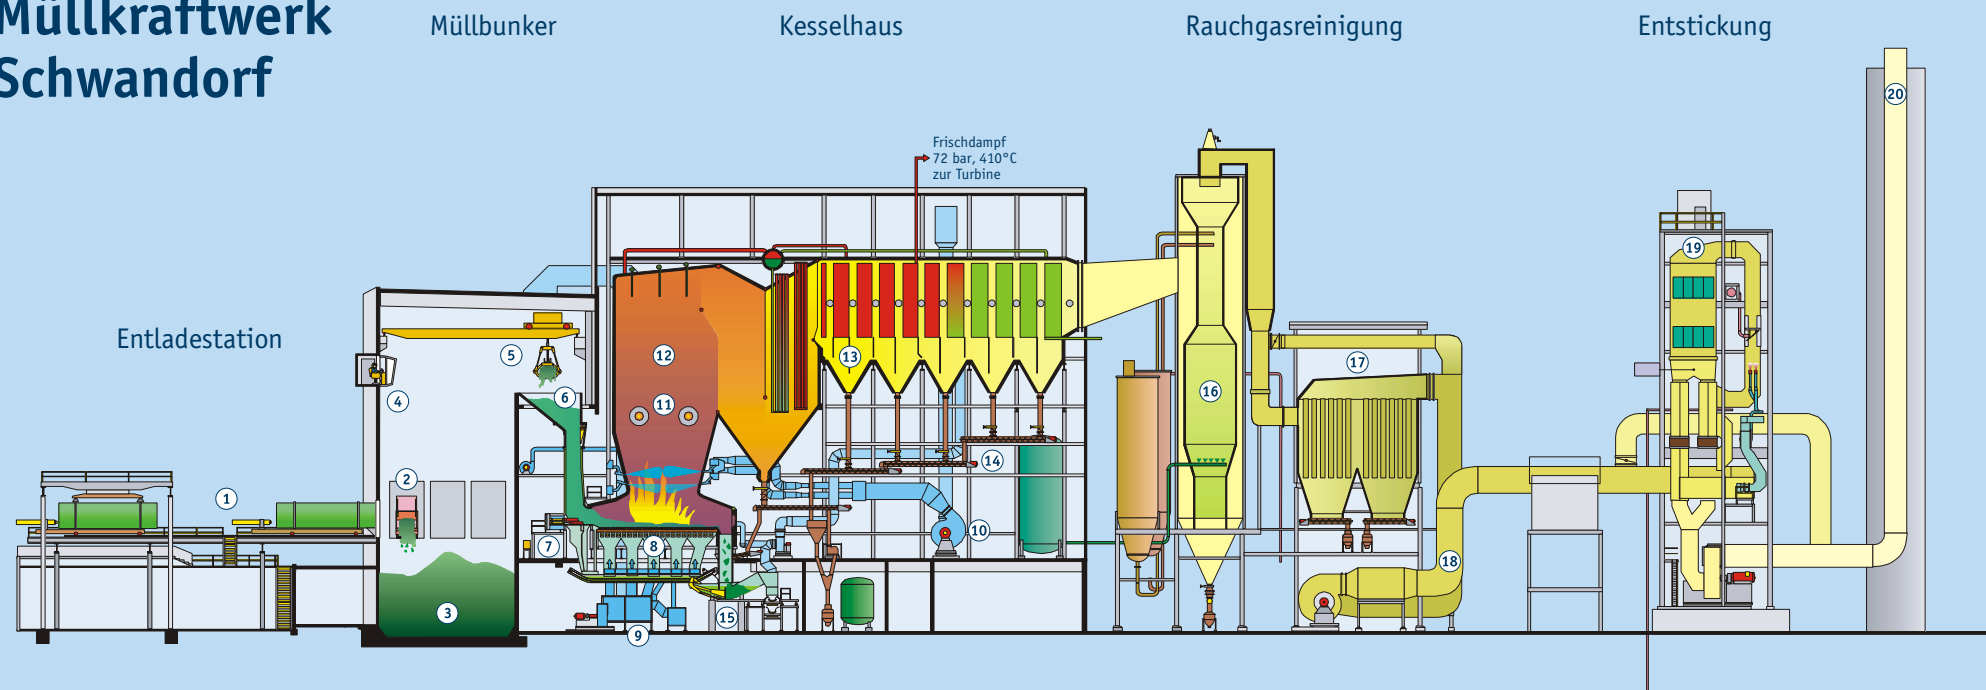 Müllkraftwerk
Schwandorf
Müllbunker
Kesselhaus
Rauchgasreinigung
Entstickung
Entladestation
Frischdampf
72 bar, 410°C
zur Turbine
1
2
3
4
5
6
7
8
9
10
11
12
13
14
15
16
17
18
19
20